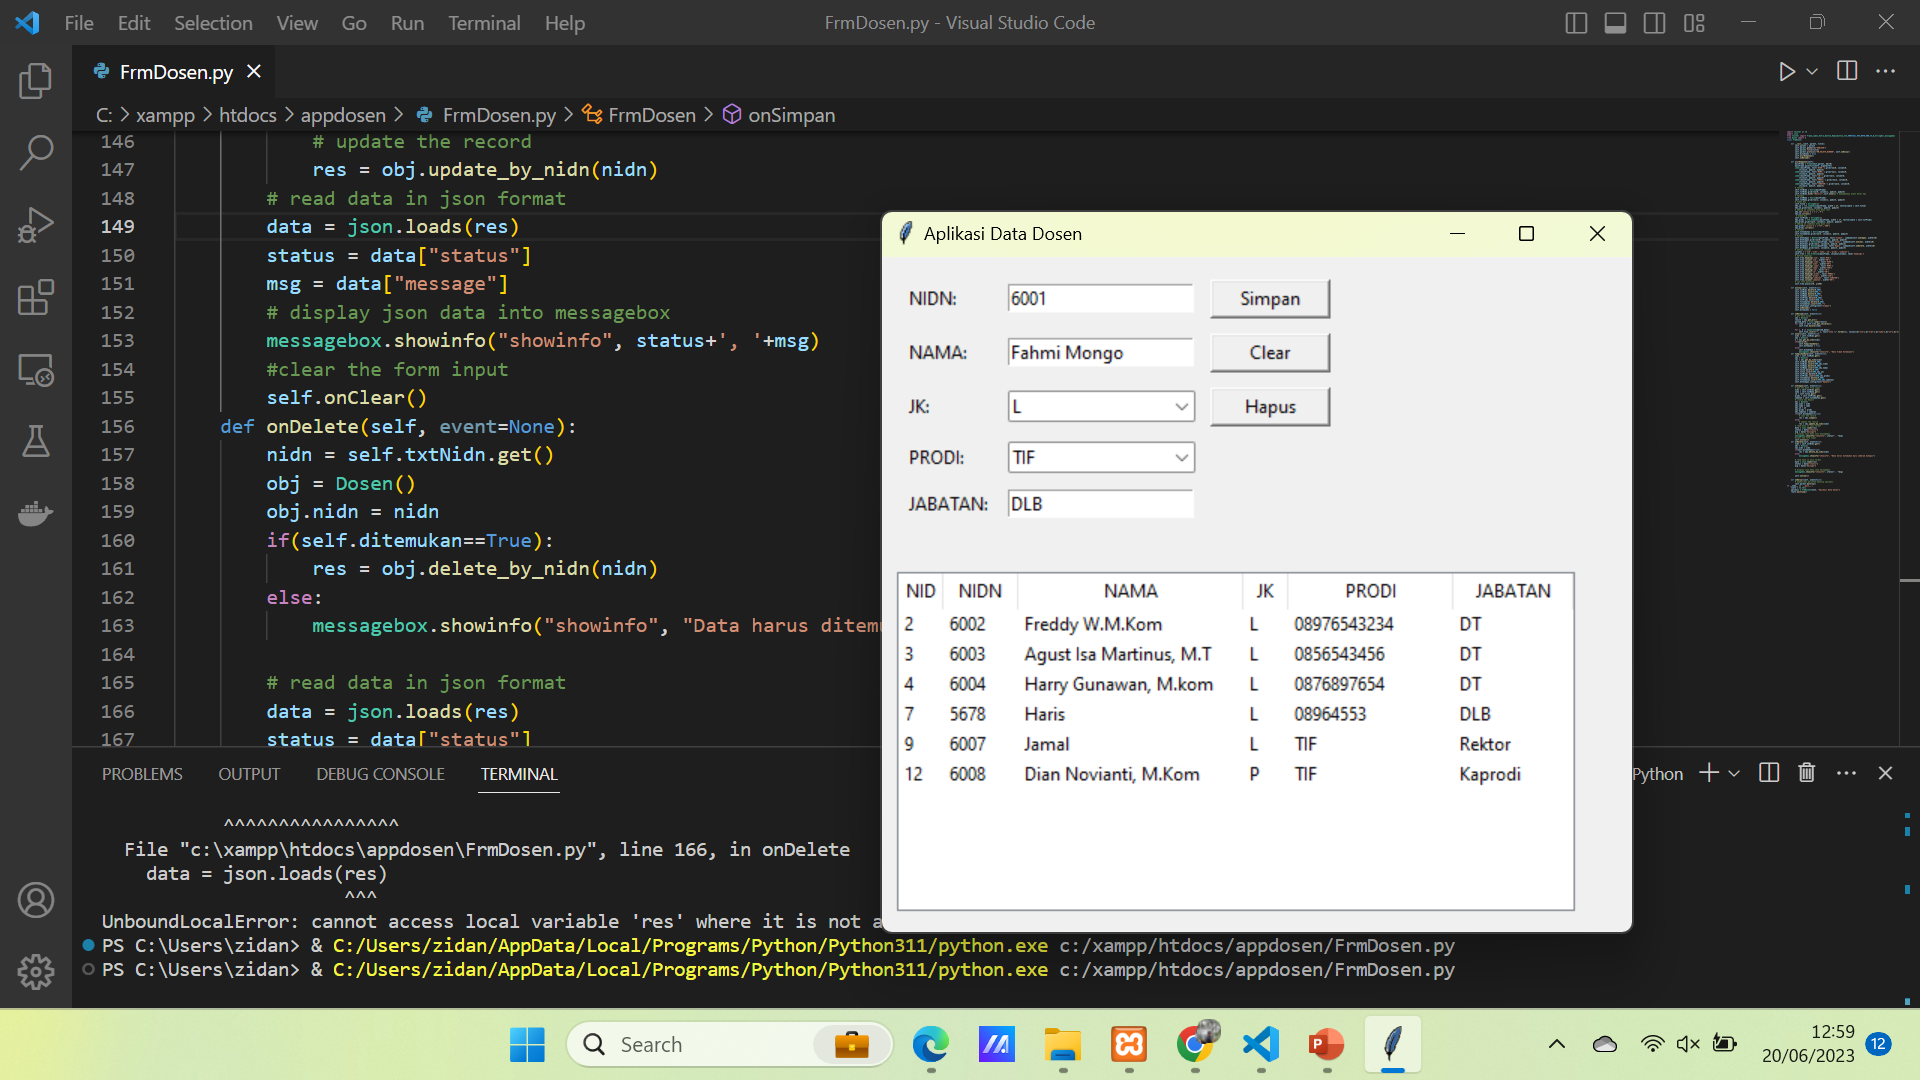 File Edit Selection View Go Run Terminal Help
FrmDosen.py - Visual Studio Code
FrmDosen.py
C: > xampp > htdocs > appdosen > FrmDosen.py > FrmDosen > onSimpan
146 # update the record
147 res = obj.update_by_nidn(nidn)
148 # read data in json format
149 data = json.loads(res)
150 status = data["status"]
151 msg = data["message"]
152 # display json data into messagebox
153 messagebox.showinfo("showinfo", status+', '+msg)
154 #clear the form input
155 self.onClear()
156 def onDelete(self, event=None):
157 nidn = self.txtNidn.get()
158 obj = Dosen()
159 obj.nidn = nidn
160 if(self.ditemukan==True):
161 res = obj.delete_by_nidn(nidn)
162 else:
163 messagebox.showinfo("showinfo", "Data harus ditem
164
165 # read data in json format
166 data = json.loads(res)
167 status = data["status"]
Aplikasi Data Dosen
NIDN: 6001 Simpan
NAMA: Fahmi Mongo Clear
JK: L Hapus
PRODI: TIF
JABATAN: DLB
NID NIDN NAMA JK PRODI JABATAN
2 6002 Freddy W.M.Kom L 08976543234 DT
3 6003 Agust Isa Martinus, M.T L 0856543456 DT
4 6004 Harry Gunawan, M.kom L 0876897654 DT
7 5678 Haris L 08964553 DLB
9 6007 Jamal L TIF Rektor
12 6008 Dian Novianti, M.Kom P TIF Kaprodi
PROBLEMS OUTPUT DEBUG CONSOLE TERMINAL
Python
^^^^^^^^^^^^^^^^
File "c:\xampp\htdocs\appdosen\FrmDosen.py", line 166, in onDelete
data = json.loads(res)
^^^
UnboundLocalError: cannot access local variable 'res' where it is not a
PS C:\Users\zidan> & C:/Users/zidan/AppData/Local/Programs/Python/Python311/python.exe c:/xampp/htdocs/appdosen/FrmDosen.py
PS C:\Users\zidan> & C:/Users/zidan/AppData/Local/Programs/Python/Python311/python.exe c:/xampp/htdocs/appdosen/FrmDosen.py
Search
12:59
20/06/2023
12